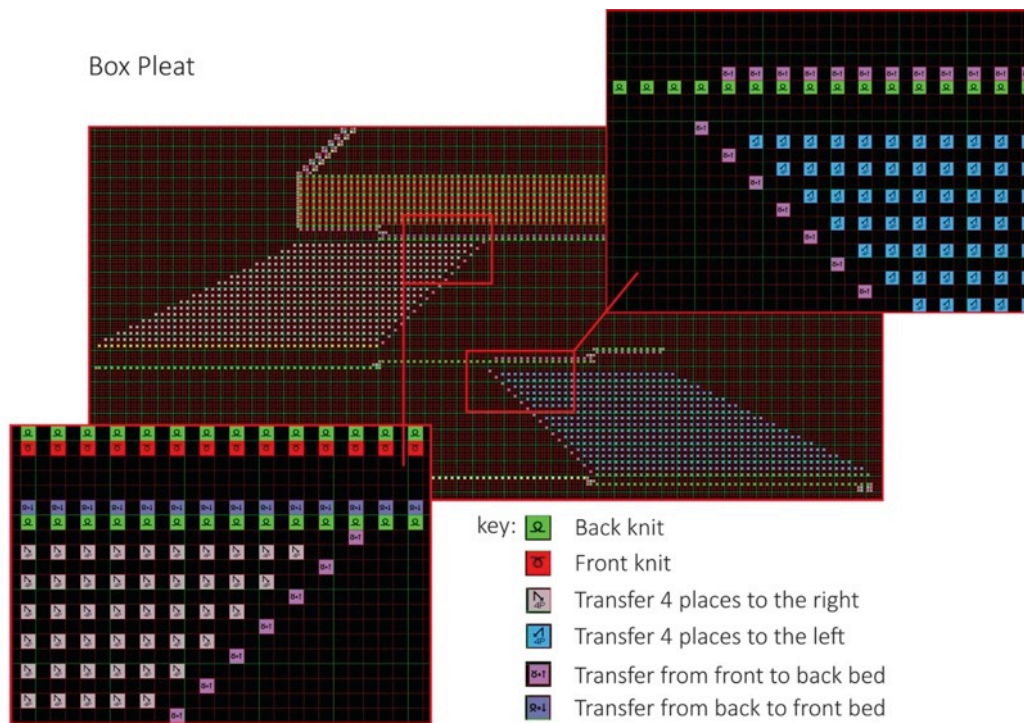 Box Pleat
key:
Back knit
Front knit
Transfer 4 places to the right
Transfer 4 places to the left
Transfer from front to back bed
Transfer from back to front bed